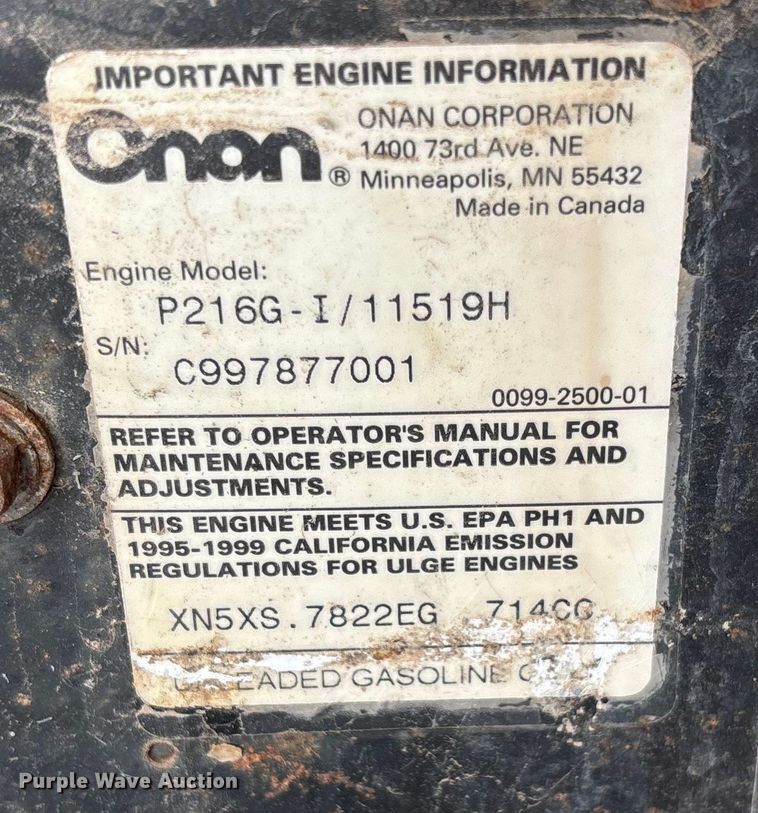 IMPORTANT ENGINE INFORMATION
Onan ®
ONAN CORPORATION
1400 73rd Ave. NE
Minneapolis, MN 55432
Made in Canada
Engine Model:
P216G-I/11519H
S/N:
C997877001
0099-2500-01
REFER TO OPERATOR'S MANUAL FOR
MAINTENANCE SPECIFICATIONS AND
ADJUSTMENTS.
THIS ENGINE MEETS U.S. EPA PH1 AND
1995-1999 CALIFORNIA EMISSION
REGULATIONS FOR ULGE ENGINES
XN5XS.7822EG 714CC
GASOLINE
Purple Wave Auction